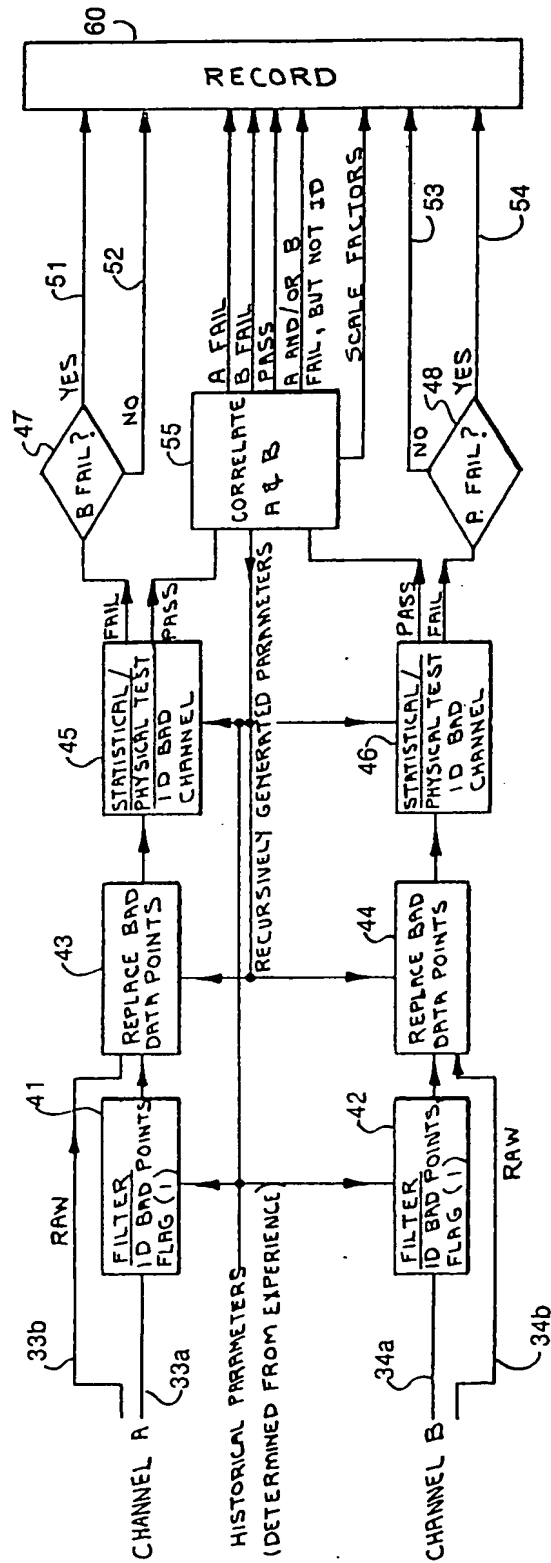 CHANNEL A
33b
33a
RAW
41
FILTER
ID BAD POINTS
FLAG (1)
43
REPLACE BAD
DATA POINTS
45
STATISTICAL/
PHYSICAL TEST
ID BAD
CHANNEL
FAIL
PASS
47
B FAIL?
YES
51
NO
52
HISTORICAL PARAMETERS
(DETERMINED FROM EXPERIENCE)
RECURSIVELY GENERATED PARAMETERS
55
CORRELATE
A & B
A FAIL
B FAIL
PASS
A AND/OR B
FAIL, BUT NOT ID
SCALE FACTORS
60
RECORD
CHANNEL B
34a
34b
RAW
42
FILTER
ID BAD POINTS
FLAG (1)
44
REPLACE BAD
DATA POINTS
46
STATISTICAL/
PHYSICAL TEST
ID BAD
CHANNEL
PASS
FAIL
48
A FAIL?
NO
53
YES
54